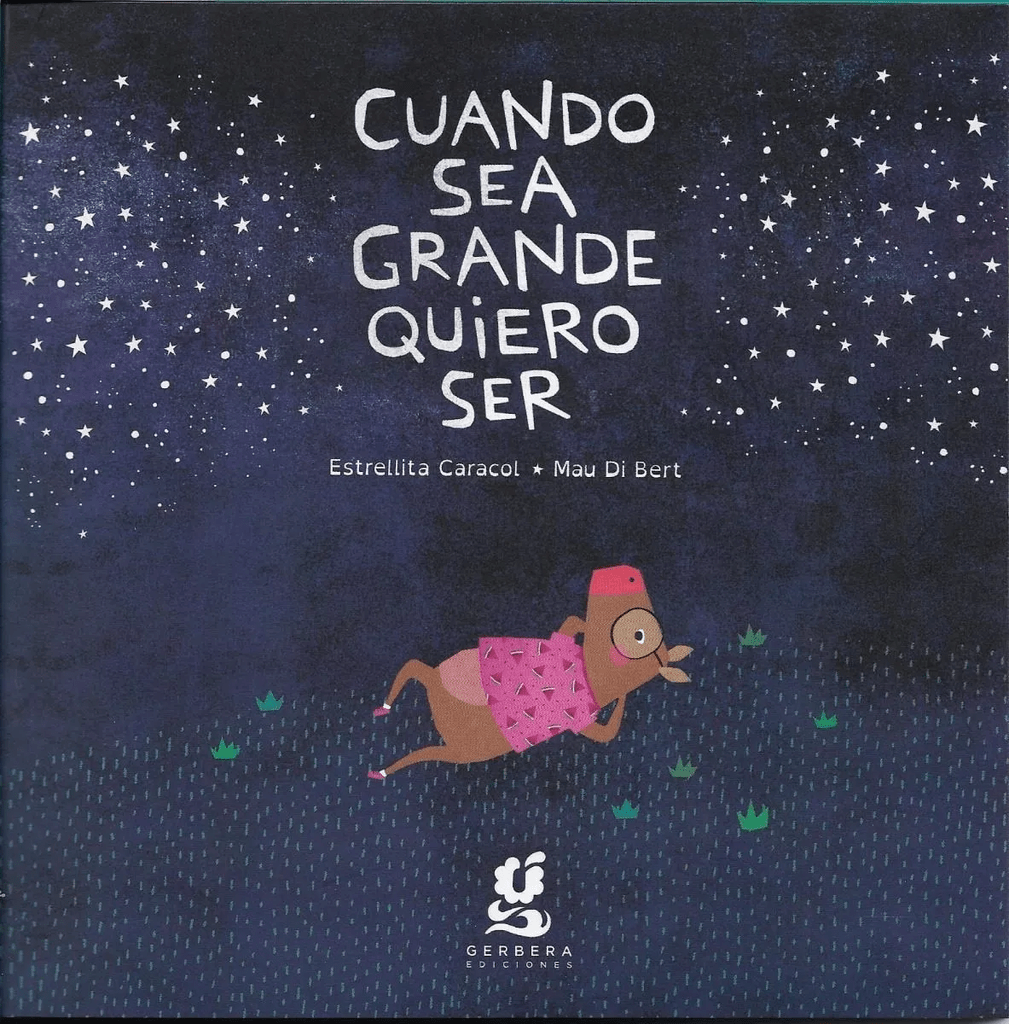 CUANDO
SEA
GRANDE
QUiERO
SER
Estrellita Caracol ★ Mau Di Bert
GERBERA
EDICIONES